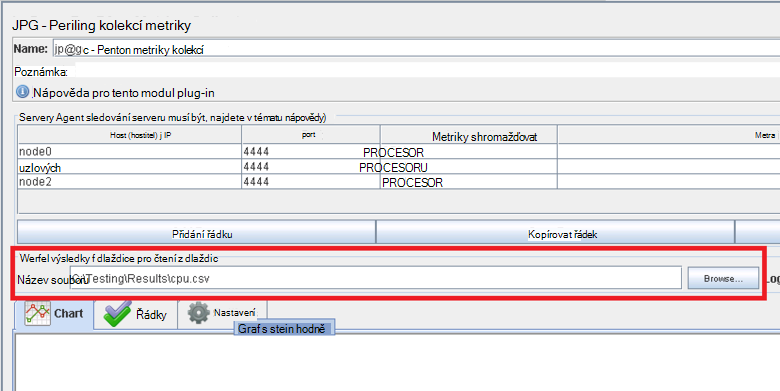 JPG - Periling kolekcí metriky
Name: jp@gc - Penton metriky kolekcí
Poznámka:
Nápověda pro tento modul plug-in
Servery Agent sledování serveru musí být, najdete v tématu nápovědy)
Host (hostitel) j IP port Metriky shromažďovat Metra
node0 4444 PROCESOR
uzlových 4444 PROCESORU
node2 4444 PROCESOR
Přidání řádku Kopírovat řádek
Werfel výsledky f dlaždice pro čtení z dlaždic
Název souboru C:\Testing\Results\cpu.csv Browse... Log
Chart Řádky Nastavení
Graf s stein hodně